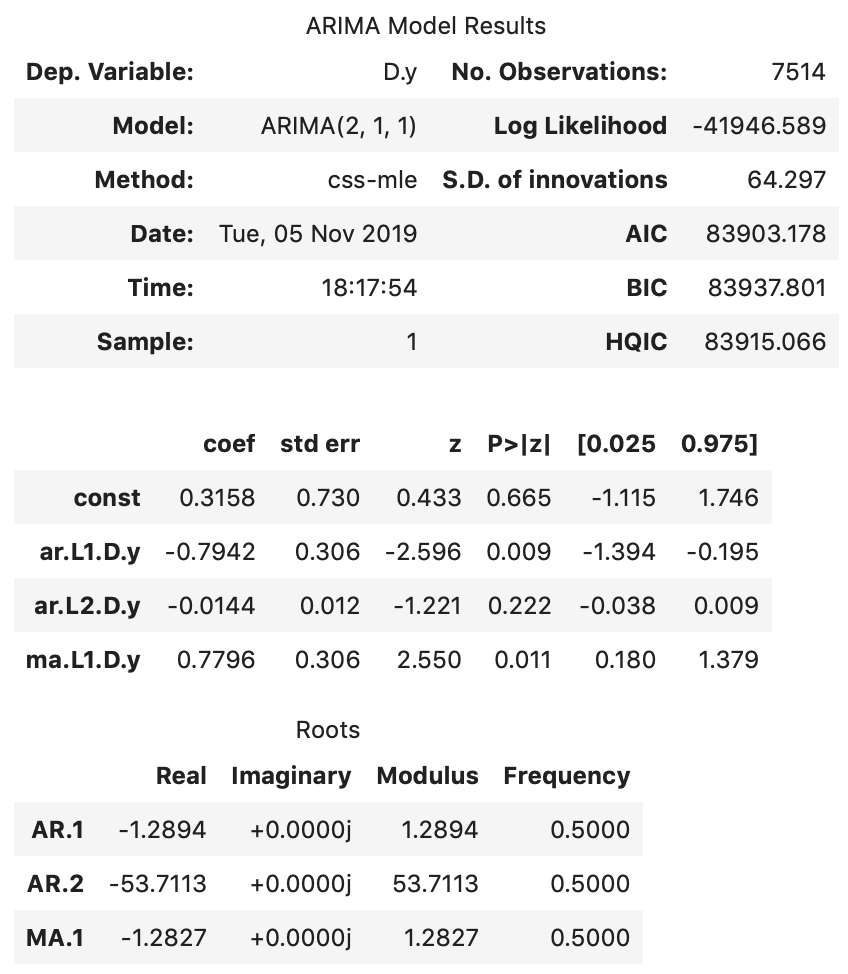 ARIMA Model Results
Dep. Variable: D.y No. Observations: 7514
Model: ARIMA(2, 1, 1) Log Likelihood -41946.589
Method: css-mle S.D. of innovations 64.297
Date: Tue, 05 Nov 2019 AIC 83903.178
Time: 18:17:54 BIC 83937.801
Sample: 1 HQIC 83915.066
coef std err z P>|z| [0.025 0.975]
const 0.3158 0.730 0.433 0.665 -1.115 1.746
ar.L1.D.y -0.7942 0.306 -2.596 0.009 -1.394 -0.195
ar.L2.D.y -0.0144 0.012 -1.221 0.222 -0.038 0.009
ma.L1.D.y 0.7796 0.306 2.550 0.011 0.180 1.379
Roots
Real Imaginary Modulus Frequency
AR.1 -1.2894 +0.0000j 1.2894 0.5000
AR.2 -53.7113 +0.0000j 53.7113 0.5000
MA.1 -1.2827 +0.0000j 1.2827 0.5000